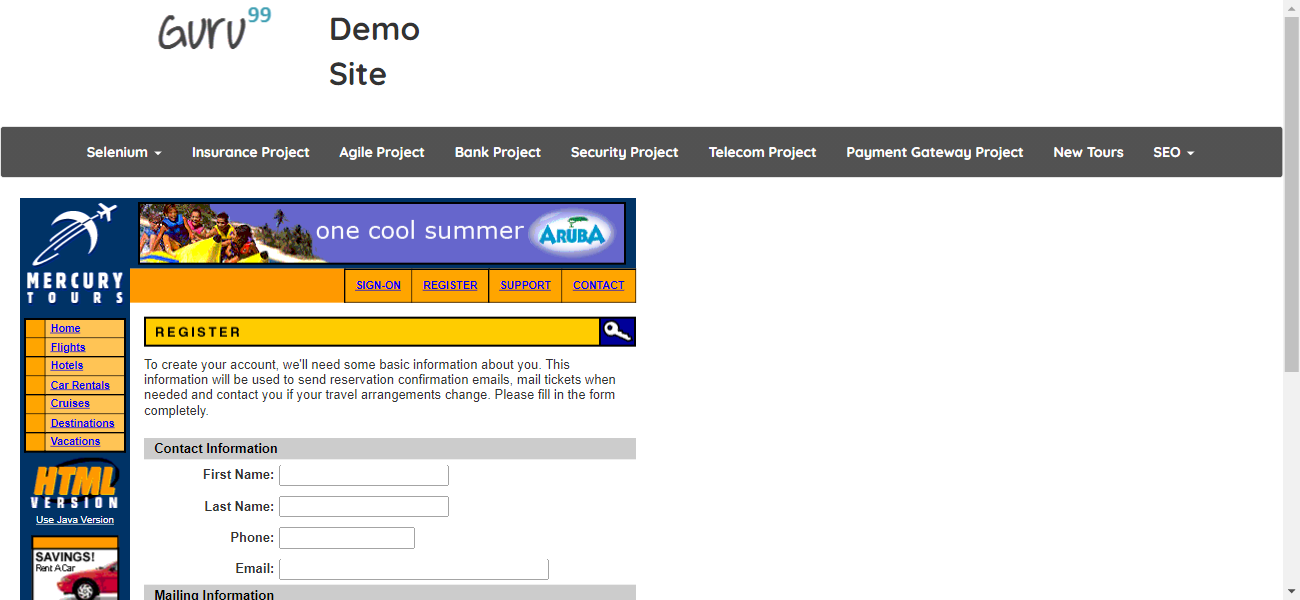 Guru99
Demo
Site
Selenium
Insurance Project
Agile Project
Bank Project
Security Project
Telecom Project
Payment Gateway Project
New Tours
SEO
MERCURY
TOURS
one cool summer
ARUBA
SIGN-ON
REGISTER
SUPPORT
CONTACT
Home
Flights
Hotels
Car Rentals
Cruises
Destinations
Vacations
HTML
VERSION
Use Java Version
SAVINGS!
Rent A Car
REGISTER
To create your account, we'll need some basic information about you. This
information will be used to send reservation confirmation emails, mail tickets when
needed and contact you if your travel arrangements change. Please fill in the form
completely.
Contact Information
First Name:
Last Name:
Phone:
Email:
Mailing Information